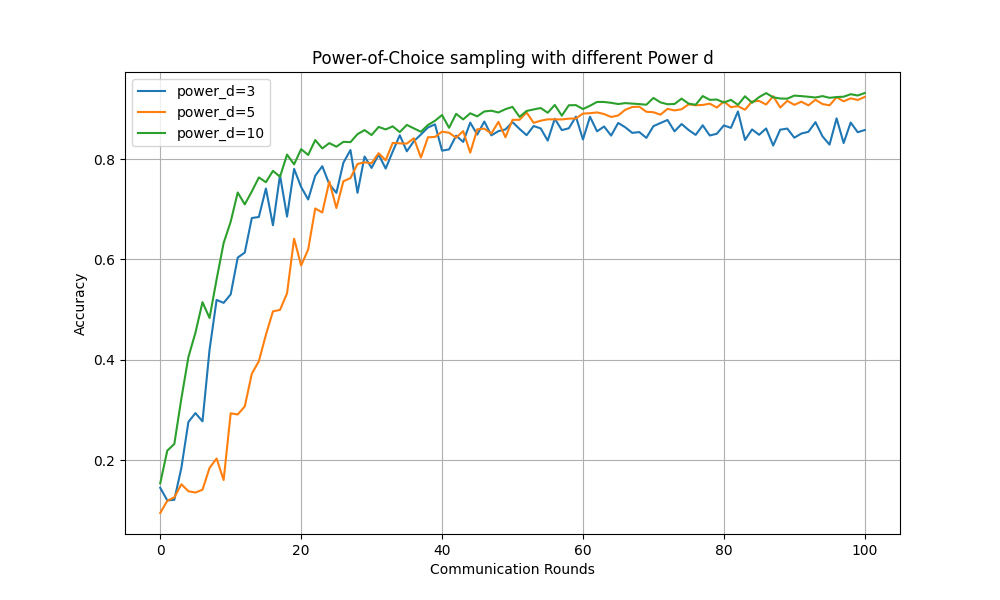 Power-of-Choice sampling with different Power d
power_d=3
power_d=5
power_d=10
Accuracy
0.8
0.6
0.4
0.2
0 20 40 60 80 100
Communication Rounds